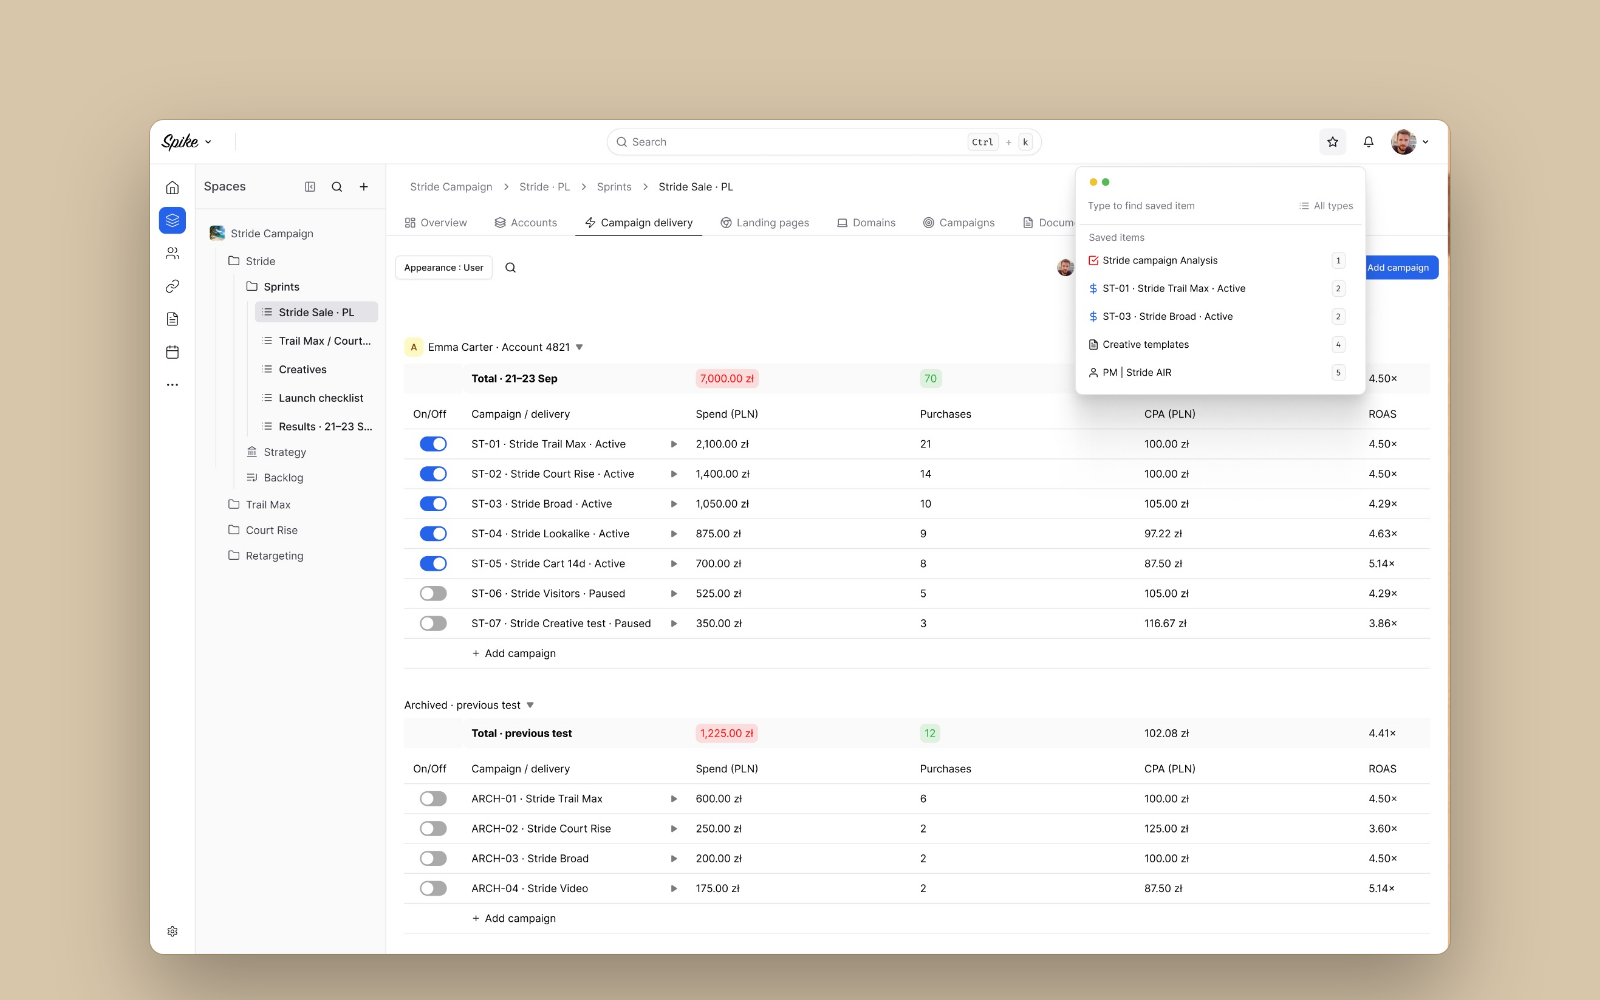 Spike
Search Ctrl + k
Spaces
Stride Campaign
Stride
Sprints
Stride Sale · PL
Trail Max / Court...
Creatives
Launch checklist
Results · 21–23 S...
Strategy
Backlog
Trail Max
Court Rise
Retargeting
Stride Campaign > Stride · PL > Sprints > Stride Sale · PL
Overview Accounts Campaign delivery Landing pages Domains Campaigns Docum
Appearance : User
Add campaign
Type to find saved item All types
Saved items
Stride campaign Analysis 1
ST-01 · Stride Trail Max · Active 2
ST-03 · Stride Broad · Active 2
Creative templates 4
PM | Stride AIR 5
A Emma Carter · Account 4821
Total · 21–23 Sep 7,000.00 zł 70 4.50×
On/Off Campaign / delivery Spend (PLN) Purchases CPA (PLN) ROAS
ST-01 · Stride Trail Max · Active 2,100.00 zł 21 100.00 zł 4.50×
ST-02 · Stride Court Rise · Active 1,400.00 zł 14 100.00 zł 4.50×
ST-03 · Stride Broad · Active 1,050.00 zł 10 105.00 zł 4.29×
ST-04 · Stride Lookalike · Active 875.00 zł 9 97.22 zł 4.63×
ST-05 · Stride Cart 14d · Active 700.00 zł 8 87.50 zł 5.14×
ST-06 · Stride Visitors · Paused 525.00 zł 5 105.00 zł 4.29×
ST-07 · Stride Creative test · Paused 350.00 zł 3 116.67 zł 3.86×
+ Add campaign
Archived · previous test
Total · previous test 1,225.00 zł 12 102.08 zł 4.41×
On/Off Campaign / delivery Spend (PLN) Purchases CPA (PLN) ROAS
ARCH-01 · Stride Trail Max 600.00 zł 6 100.00 zł 4.50×
ARCH-02 · Stride Court Rise 250.00 zł 2 125.00 zł 3.60×
ARCH-03 · Stride Broad 200.00 zł 2 100.00 zł 4.50×
ARCH-04 · Stride Video 175.00 zł 2 87.50 zł 5.14×
+ Add campaign